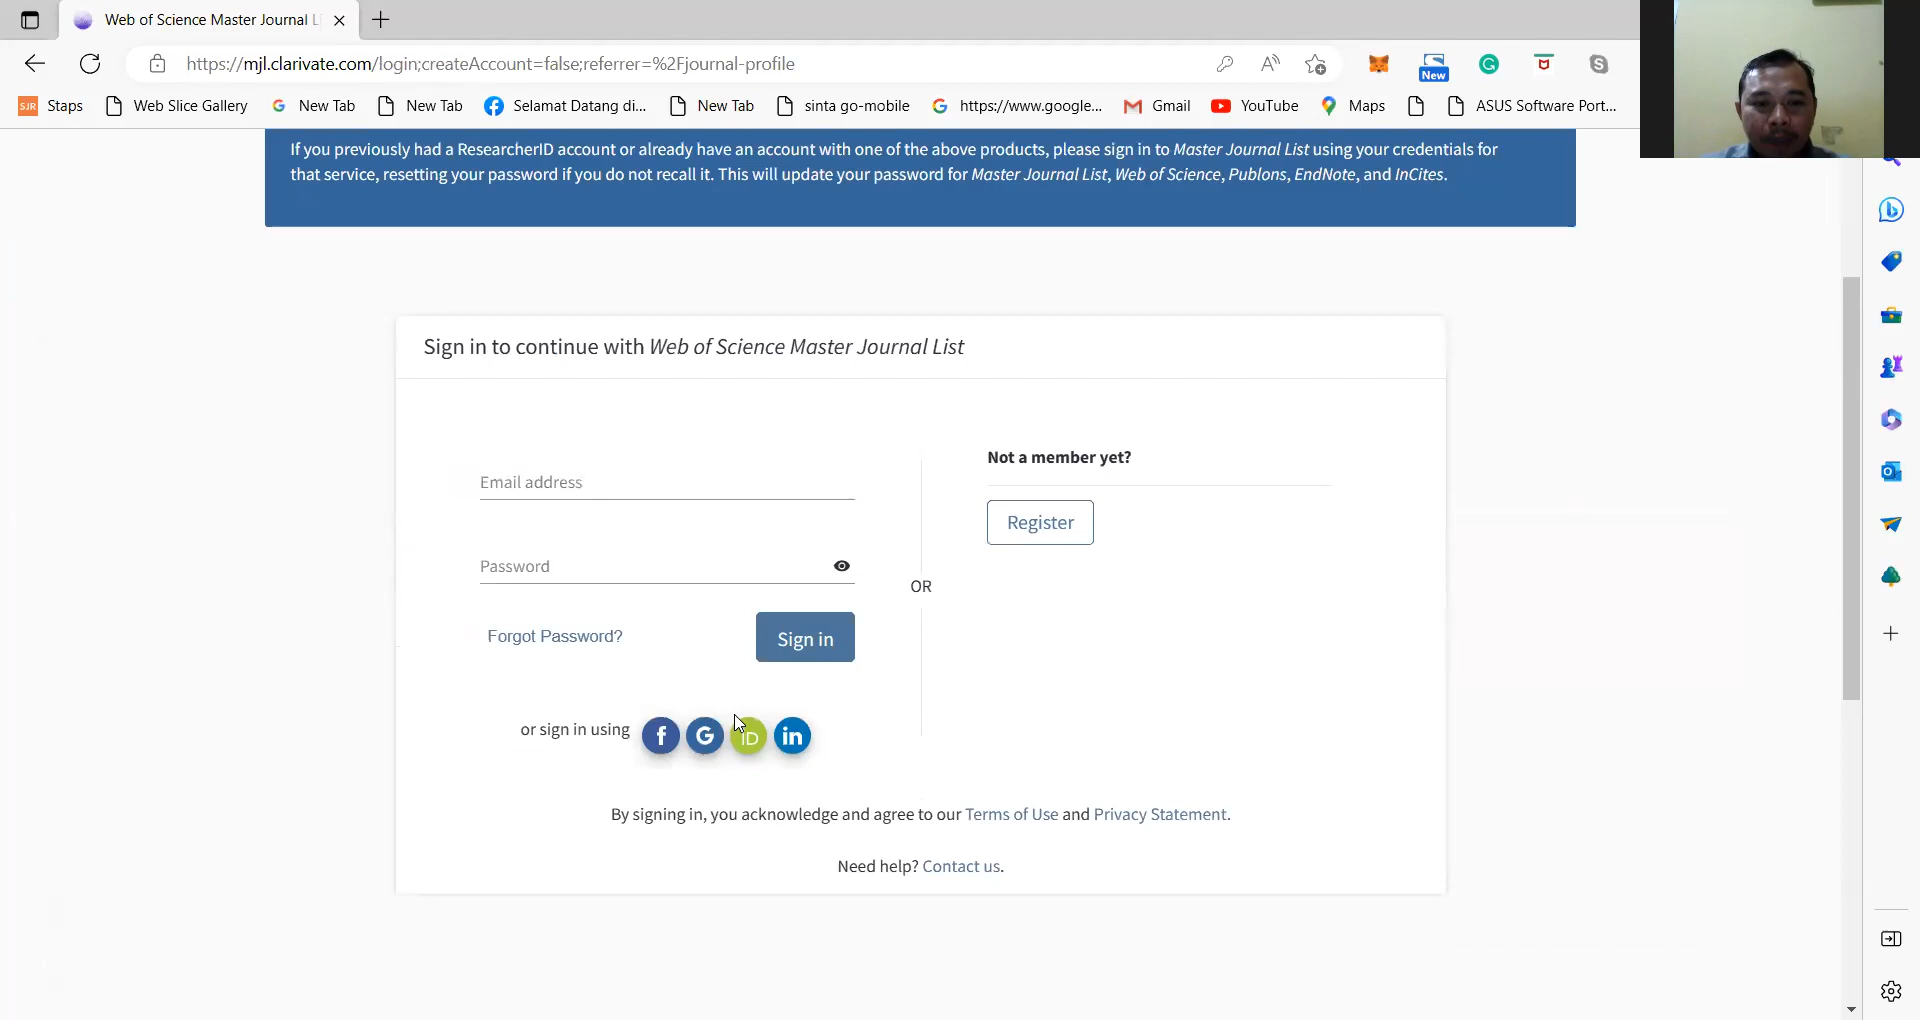 Web of Science Master Journal Li
https://mjl.clarivate.com/login;createAccount=false;referrer=%2Fjournal-profile
New
SJR Staps
Web Slice Gallery
G New Tab
New Tab
Selamat Datang di...
New Tab
sinta go-mobile
G https://www.google...
Gmail
YouTube
Maps
ASUS Software Port...
If you previously had a ResearcherID account or already have an account with one of the above products, please sign in to Master Journal List using your credentials for
that service, resetting your password if you do not recall it. This will update your password for Master Journal List, Web of Science, Publons, EndNote, and InCites.
Sign in to continue with Web of Science Master Journal List
Email address
Password
Forgot Password?
Sign in
or sign in using
f G iD in
OR
Not a member yet?
Register
By signing in, you acknowledge and agree to our Terms of Use and Privacy Statement.
Need help? Contact us.